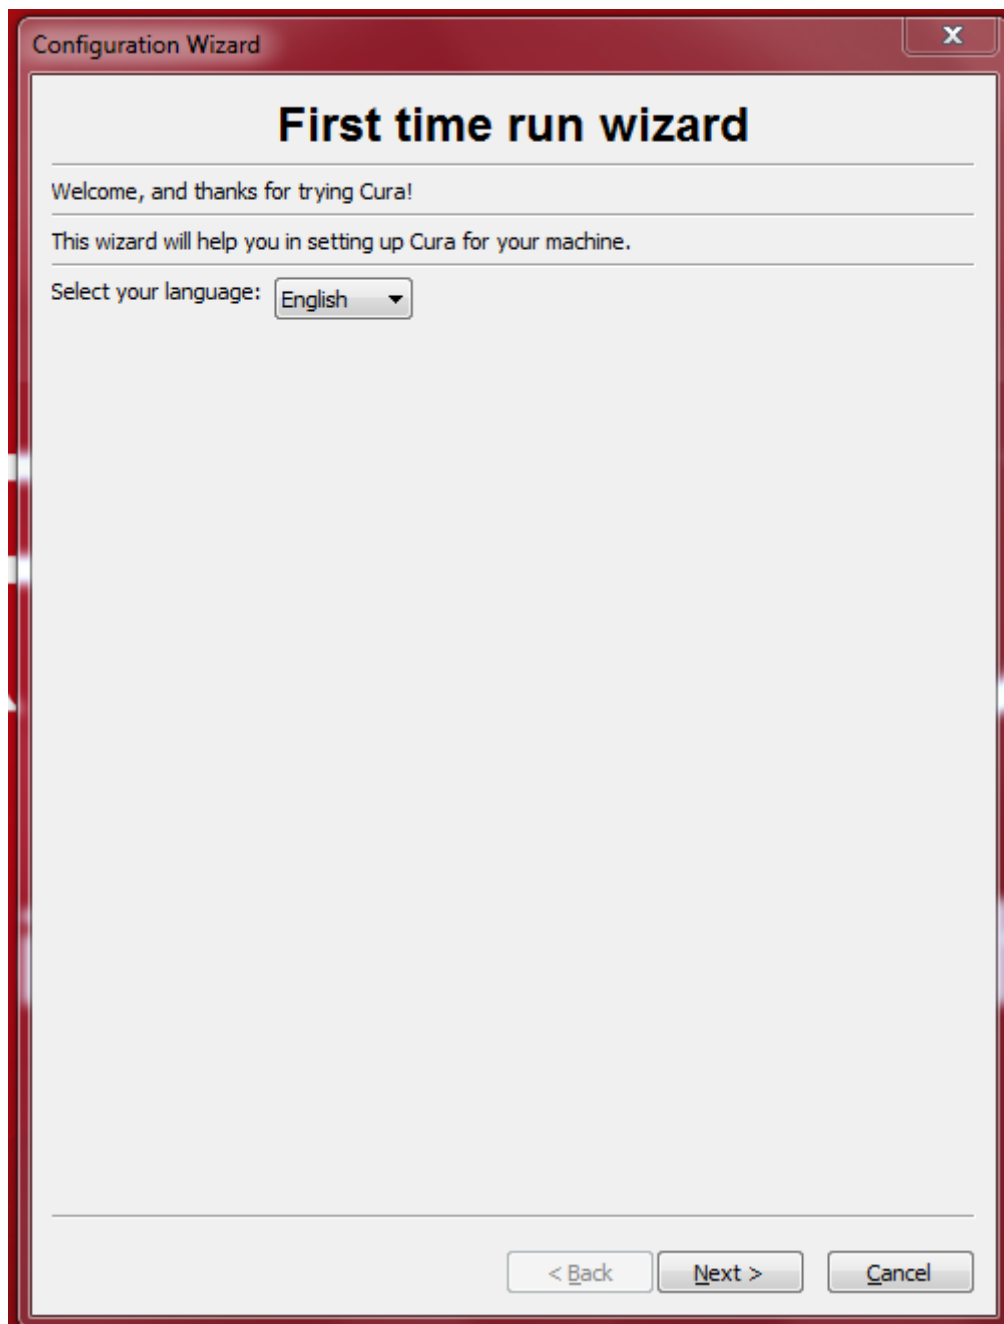 Configuration Wizard
First time run wizard
Welcome, and thanks for trying Cura!
This wizard will help you in setting up Cura for your machine.
Select your language: English
< Back Next > Cancel